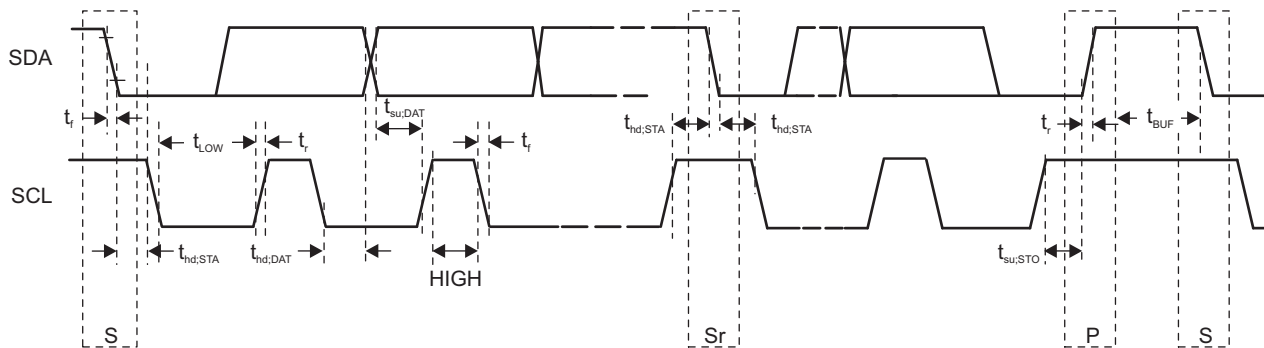 SDA
t_su;DAT
t_f
t_LOW
t_r
t_f
t_hd;STA
t_hd;STA
t_r
t_BUF
SCL
t_hd;STA
t_hd;DAT
HIGH
t_su;STO
S
Sr
P
S